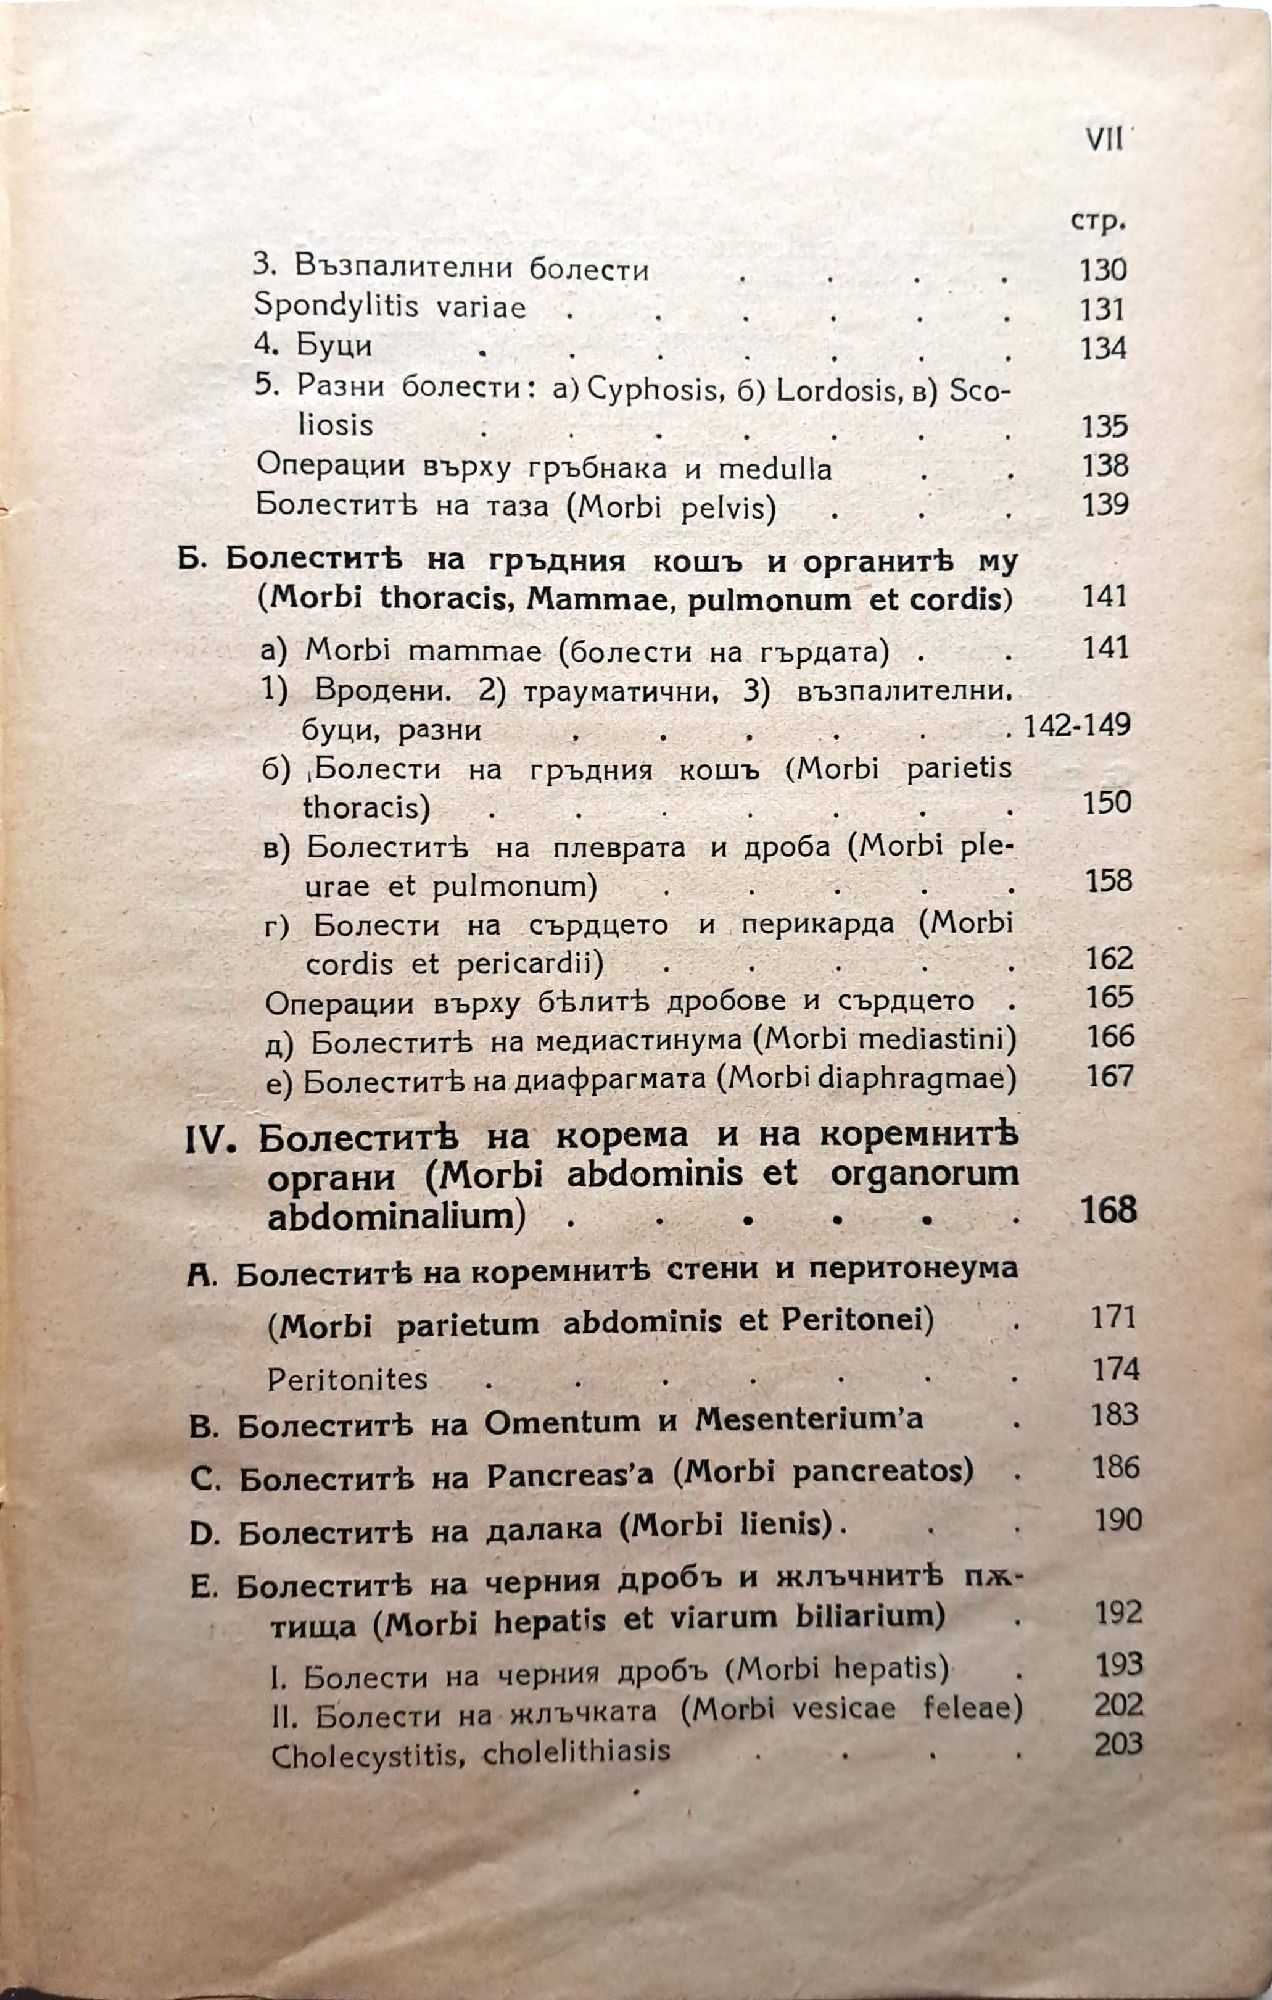 VII
стр.
3. Възпалителни болести . . . . 130
Spondylitis variae . . . . . . 131
4. Буци . . . . . . . 134
5. Разни болести: а) Cyphosis, б) Lordosis, в) Sco-
liosis . . . . . . . 135
Операции върху гръбнака и medulla . . 138
Болеститѣ на таза (Morbi pelvis) . . . 139
Б. Болеститѣ на гръдния кошъ и органитѣ му
(Morbi thoracis, Mammae, pulmonum et cordis) 141
а) Morbi mammae (болести на гърдата) . . 141
1) Вродени. 2) трауматични, 3) възпалителни,
буци, разни . . . . . . 142-149
б) Болести на гръдния кошъ (Morbi parietis
thoracis) . . . . . . . 150
в) Болеститѣ на плеврата и дроба (Morbi ple-
urae et pulmonum) . . . . . 158
г) Болести на сърдцето и перикарда (Morbi
cordis et pericardii) . . . . . 162
Операции върху бѣлитѣ дробове и сърдцето . 165
д) Болеститѣ на медиастинума (Morbi mediastini) 166
е) Болеститѣ на диафрагмата (Morbi diaphragmae) 167
IV. Болеститѣ на корема и на коремнитѣ
органи (Morbi abdominis et organorum
abdominalium) . . . . . . 168
А. Болеститѣ на коремнитѣ стени и перитонеума
(Morbi parietum abdominis et Peritonei) . 171
Peritonites . . . . . . . 174
B. Болеститѣ на Omentum и Mesenterium'a . 183
C. Болеститѣ на Pancreas'a (Morbi pancreatos) . 186
D. Болеститѣ на далака (Morbi lienis) . . . 190
E. Болеститѣ на черния дробъ и жлъчнитѣ пѫ-
тища (Morbi hepatis et viarum biliarium) . 192
I. Болести на черния дробъ (Morbi hepatis) . 193
II. Болести на жлъчката (Morbi vesicae feleae) 202
Cholecystitis, cholelithiasis . . . . 203